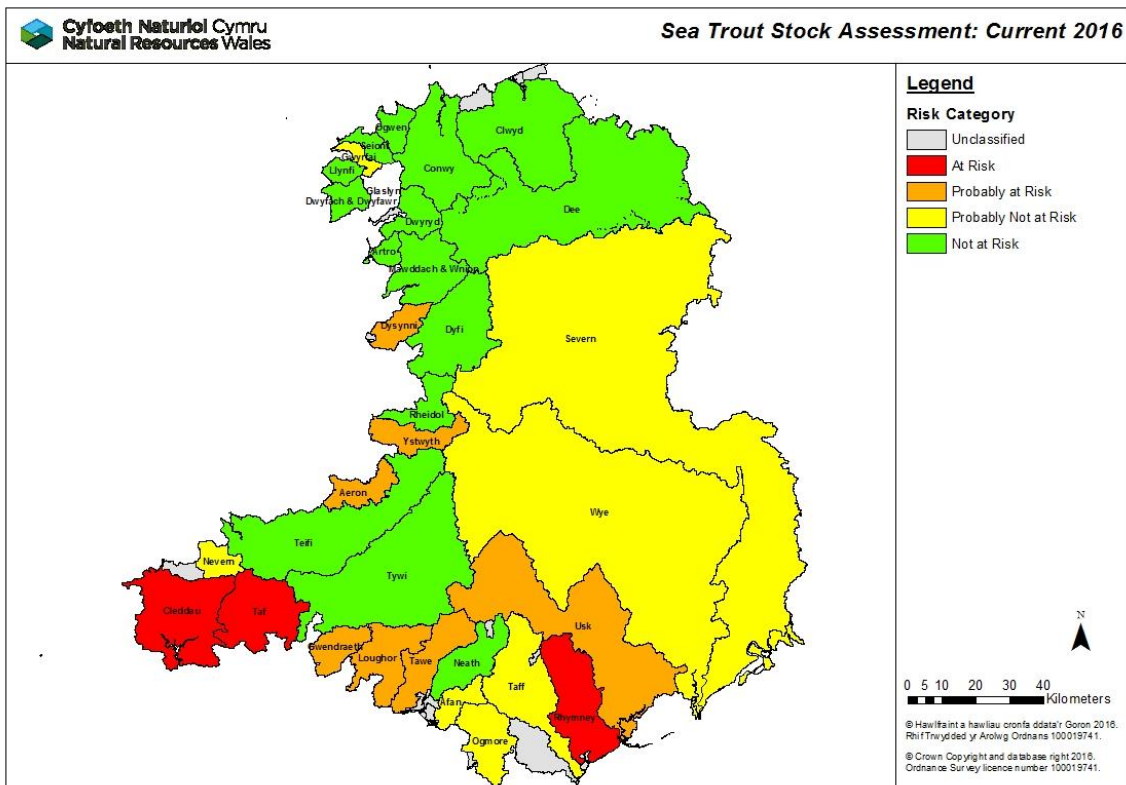 Cyfoeth Naturiol Cymru
Natural Resources Wales
Sea Trout Stock Assessment: Current 2016
Legend
Risk Category
Unclassified
At Risk
Probably at Risk
Probably Not at Risk
Not at Risk
Ogwen
Seiont
Gwyrfai
Llynfi
Clwyd
Conwy
Glaslyn
Dwyfach & Dwyfawr
Dee
Dwyryd
Artro
Mawddach & Wnion
Dysynni
Dyfi
Severn
Rheidol
Ystwyth
Aeron
Wye
Teifi
Nevern
Tywi
Cleddau
Taf
Usk
Gwendraeth
Loughor
Tawe
Neath
Taff
Afan
Rhymney
Ogmore
0 5 10 20 30 40
Kilometers
© Hawlfraint a hawliau cronfa ddata'r Goron 2016.
Rhif Trwydded yr Arolwg Ordnans 100019741.
© Crown Copyright and database right 2016.
Ordnance Survey licence number 100019741.